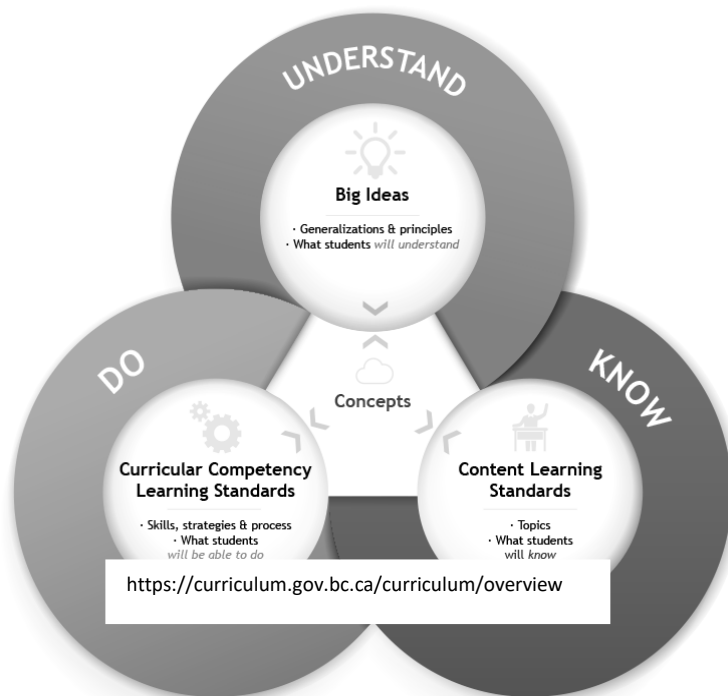 UNDERSTAND
Big Ideas
· Generalizations & principles
· What students will understand
DO
KNOW
Concepts
Curricular Competency
Learning Standards
· Skills, strategies & process
· What students
will be able to do
Content Learning
Standards
· Topics
· What students
will know
https://curriculum.gov.bc.ca/curriculum/overview